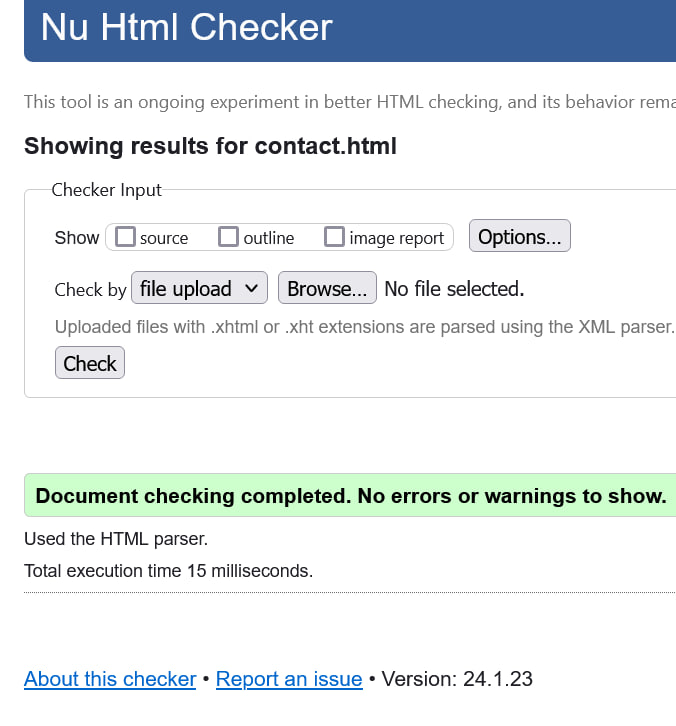 Nu Html Checker
This tool is an ongoing experiment in better HTML checking, and its behavior rema
Showing results for contact.html
Checker Input
Show source outline image report Options...
Check by file upload Browse... No file selected.
Uploaded files with .xhtml or .xht extensions are parsed using the XML parser.
Check
Document checking completed. No errors or warnings to show.
Used the HTML parser.
Total execution time 15 milliseconds.
About this checker • Report an issue • Version: 24.1.23